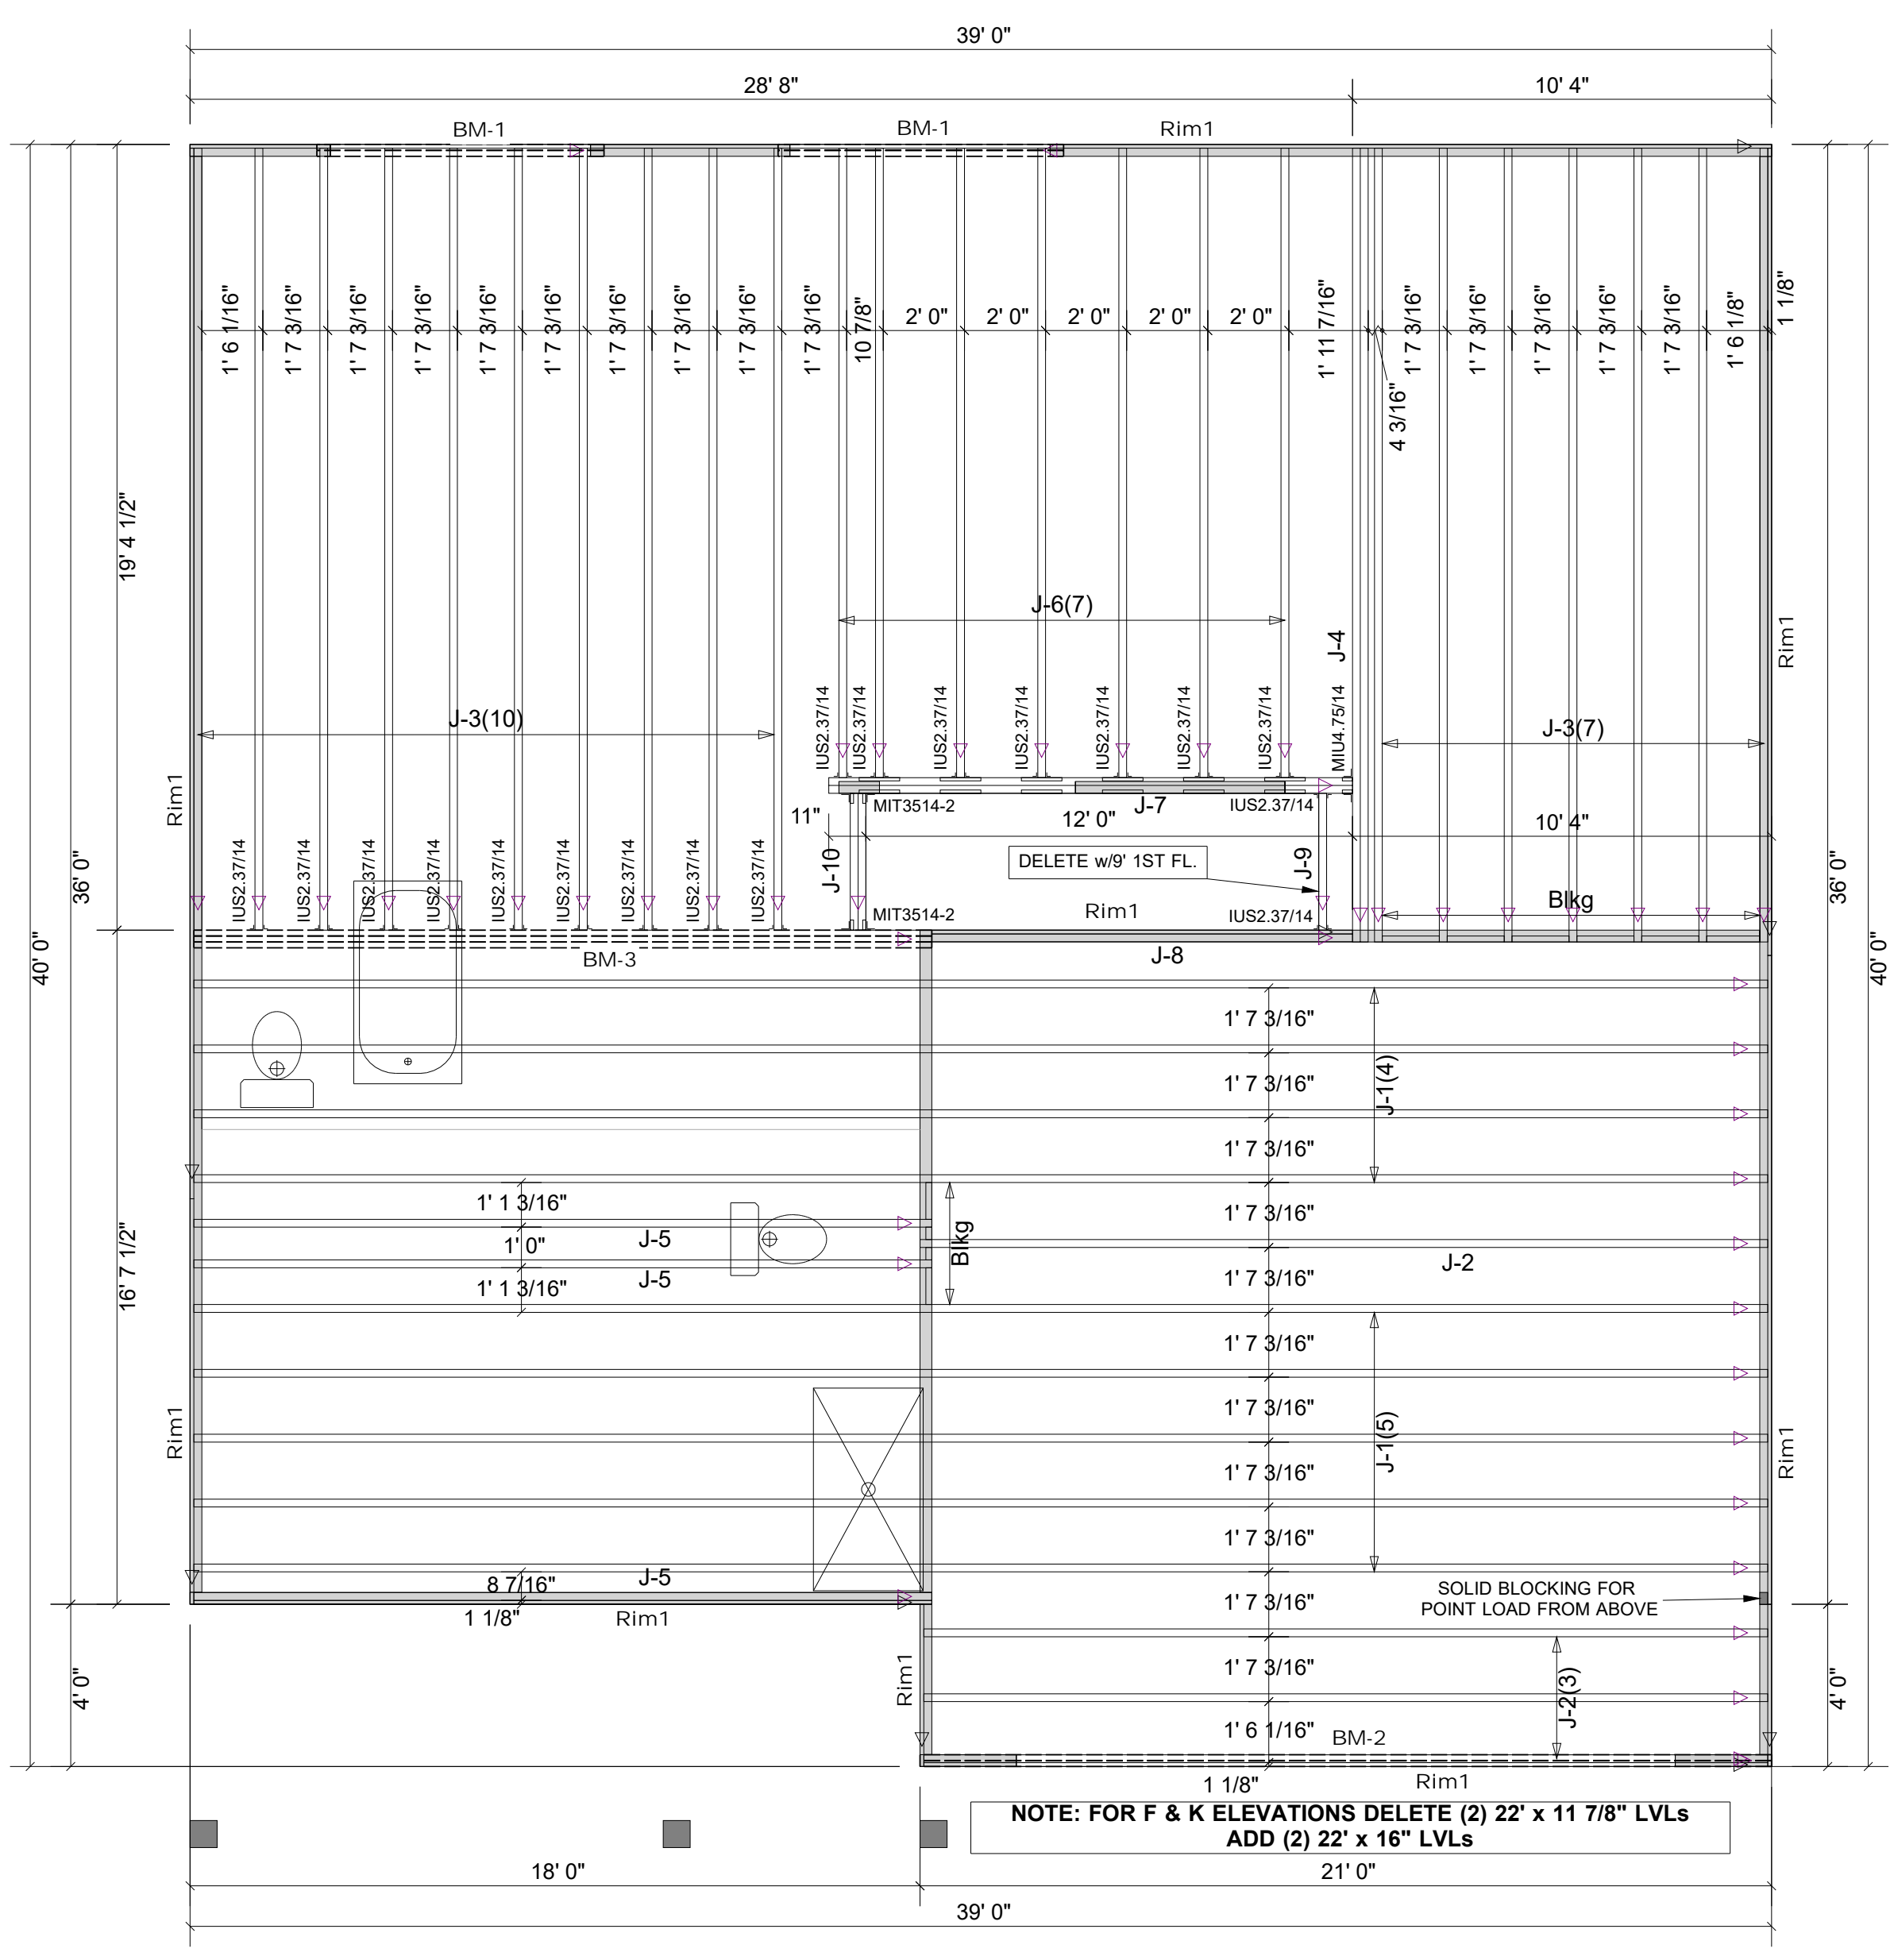 39' 0"
28' 8"
10' 4"
BM-1
BM-1
Rim1
1' 6 1/16"
1' 7 3/16"
1' 7 3/16"
1' 7 3/16"
1' 7 3/16"
1' 7 3/16"
1' 7 3/16"
1' 7 3/16"
1' 7 3/16"
1' 7 3/16"
10 7/8"
2' 0"
2' 0"
2' 0"
2' 0"
2' 0"
1' 11 7/16"
4 3/16"
1' 7 3/16"
1' 7 3/16"
1' 7 3/16"
1' 7 3/16"
1' 7 3/16"
1' 6 1/8"
1 1/8"
19' 4 1/2"
J-6(7)
J-4
Rim1
J-3(10)
J-3(7)
IUS2.37/14
IUS2.37/14
IUS2.37/14
IUS2.37/14
IUS2.37/14
IUS2.37/14
IUS2.37/14
MIU4.75/14
Rim1
11"
MIT3514-2
J-7
IUS2.37/14
12' 0"
10' 4"
J-10
DELETE w/9' 1ST FL.
J-9
36' 0"
36' 0"
IUS2.37/14
IUS2.37/14
IUS2.37/14
IUS2.37/14
IUS2.37/14
IUS2.37/14
IUS2.37/14
IUS2.37/14
IUS2.37/14
MIT3514-2
Rim1
IUS2.37/14
Blkg
40' 0"
40' 0"
BM-3
J-8
1' 7 3/16"
1' 7 3/16"
J-1(4)
1' 7 3/16"
1' 1 3/16"
1' 7 3/16"
16' 7 1/2"
1' 0"
J-5
Blkg
J-2
J-5
1' 7 3/16"
1' 1 3/16"
1' 7 3/16"
1' 7 3/16"
Rim1
J-1(5)
Rim1
1' 7 3/16"
1' 7 3/16"
8 7/16"
J-5
1' 7 3/16"
SOLID BLOCKING FOR
POINT LOAD FROM ABOVE
1 1/8"
Rim1
4' 0"
Rim1
1' 7 3/16"
J-2(3)
4' 0"
1' 6 1/16"
BM-2
1 1/8"
Rim1
NOTE: FOR F & K ELEVATIONS DELETE (2) 22' x 11 7/8" LVLs
ADD (2) 22' x 16" LVLs
18' 0"
21' 0"
39' 0"